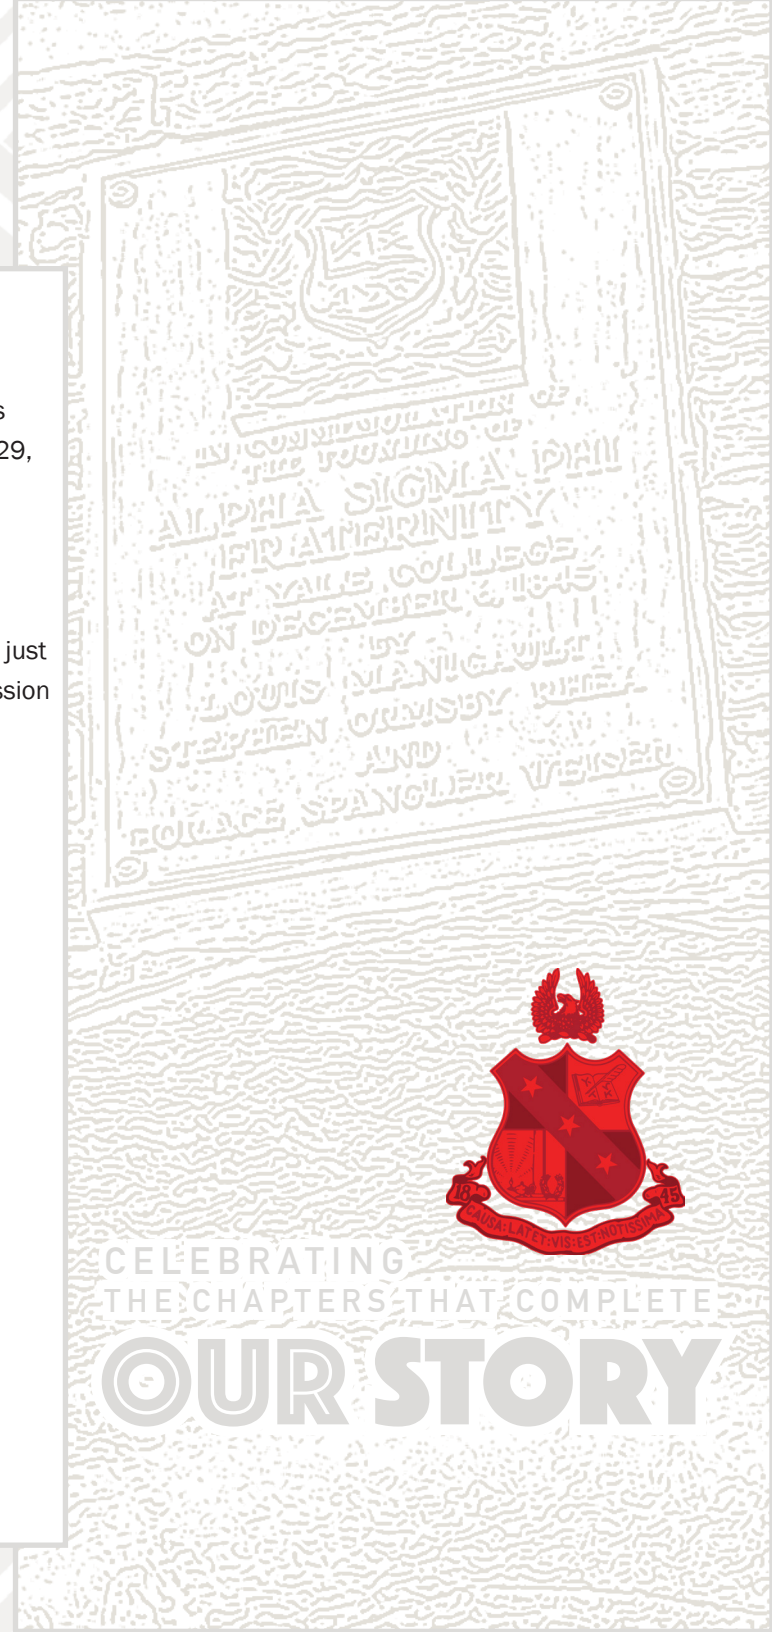 s
29,
just
ssion
IN COMMEMORATION OF
THE FOUNDING OF
ALPHA SIGMA PHI
FRATERNITY
AT YALE COLLEGE
ON DECEMBER 6, 1845
BY
LOUIS MANIGAULT
STEPHEN ORMSBY RHEA
AND
HORACE SPANGLER WEISER
18 45
CAUSA:LATET:VIS:EST:NOTISSIMA
CELEBRATING
THE CHAPTERS THAT COMPLETE
OUR STORY